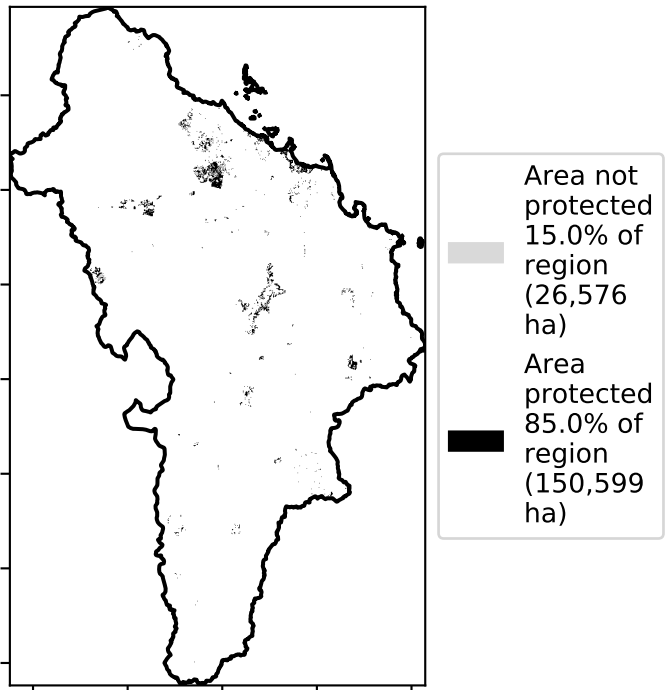 Area not
protected
15.0% of
region
(26,576
ha)
Area
protected
85.0% of
region
(150,599
ha)